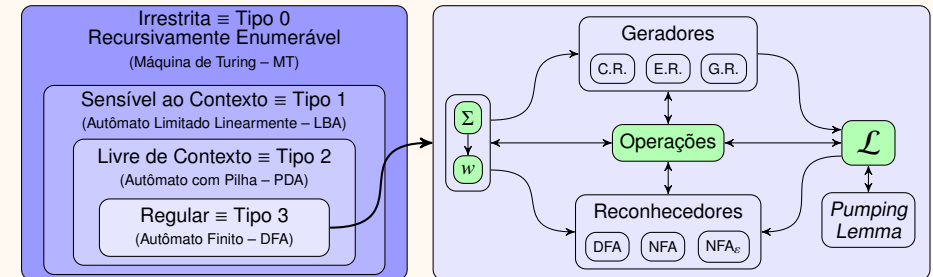 Irrestrita ≡ Tipo 0
Recursivamente Enumerável
(Máquina de Turing – MT)
Sensível ao Contexto ≡ Tipo 1
(Autômato Limitado Linearmente – LBA)
Livre de Contexto ≡ Tipo 2
(Autômato com Pilha – PDA)
Regular ≡ Tipo 3
(Autômato Finito – DFA)
Σ
w
Geradores
C.R. E.R. G.R.
Operações
Reconhecedores
DFA NFA NFAε
ℒ
Pumping
Lemma